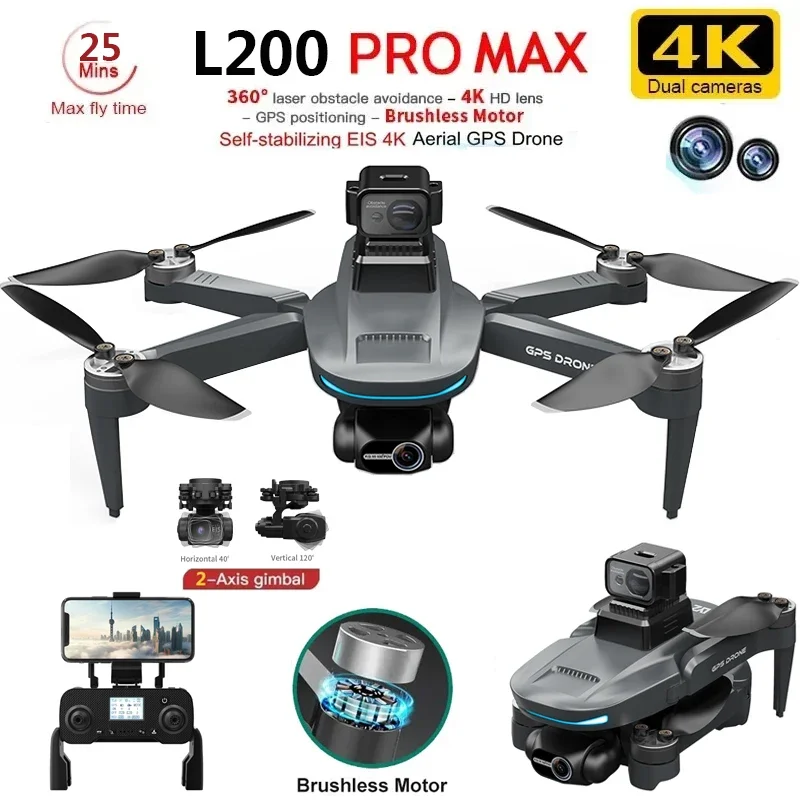 25
Mins
Max fly time
L200 PRO MAX
360° laser obstacle avoidance – 4K HD lens
– GPS positioning – Brushless Motor
Self-stabilizing EIS 4K Aerial GPS Drone
4K
Dual cameras
GPS DRONE
Horizontal 40°
Vertical 120°
2-Axis gimbal
GPS DRONE
Brushless Motor